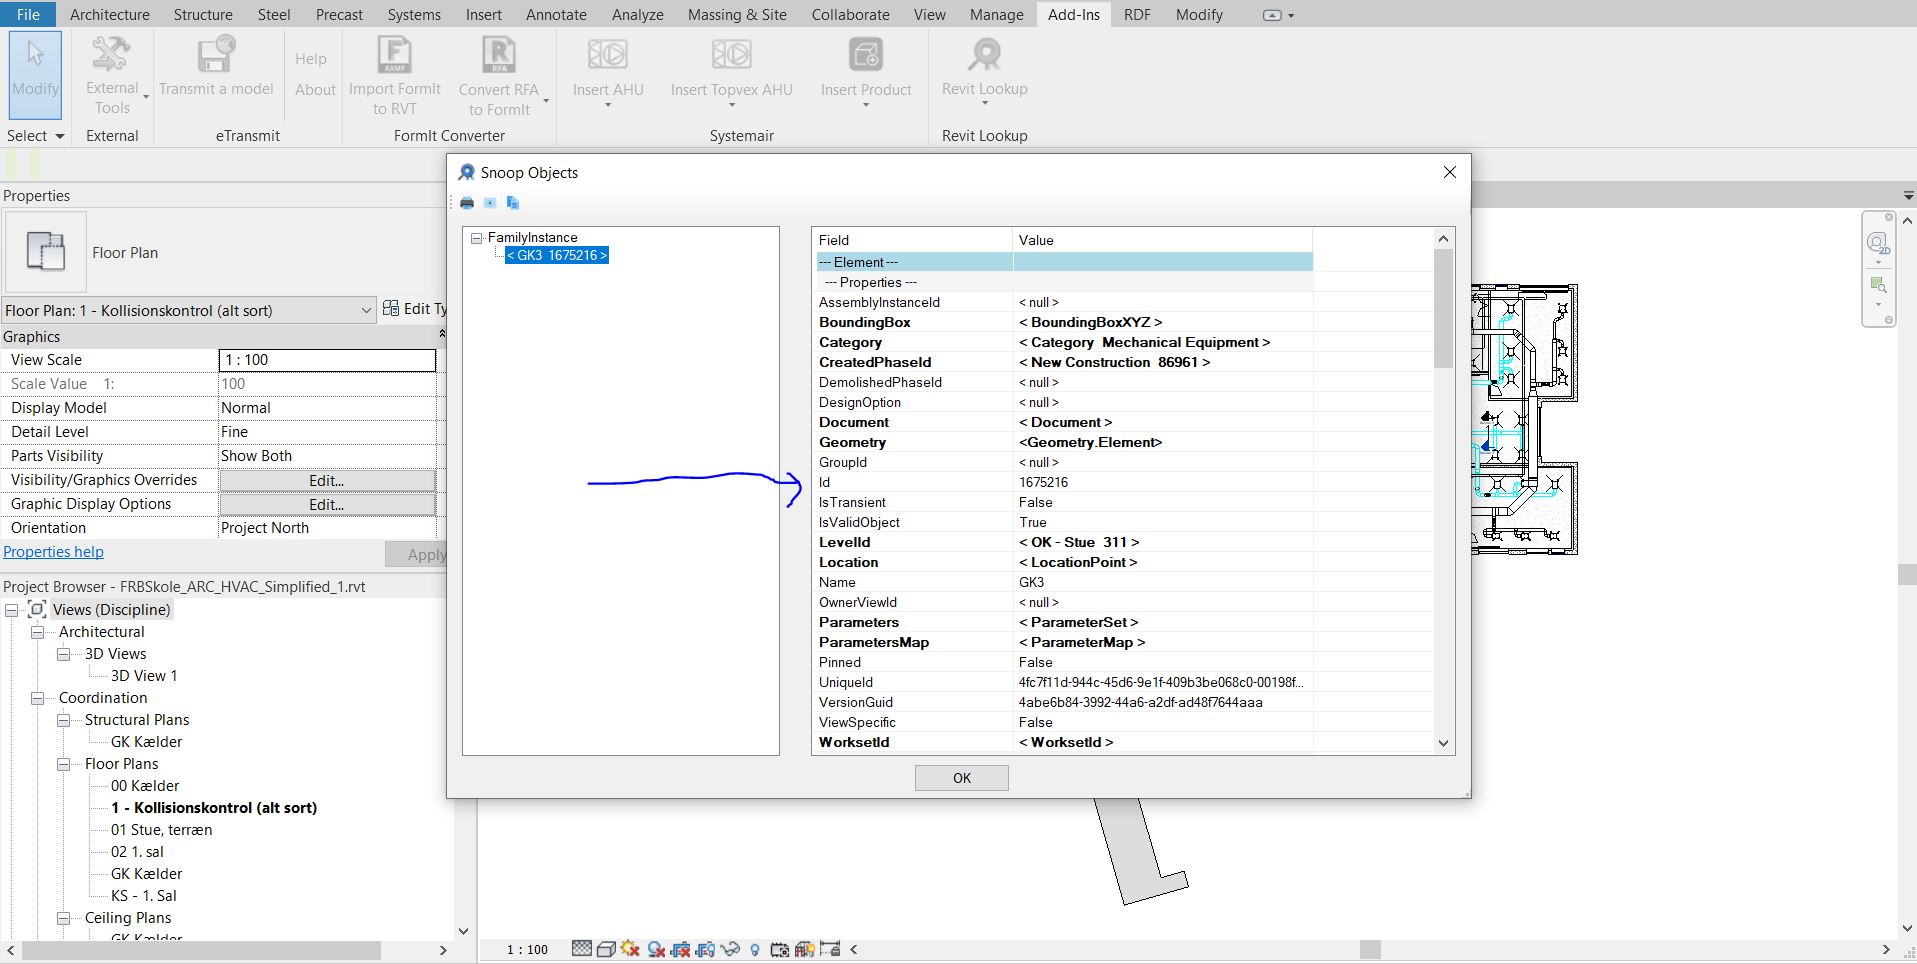 File Architecture Structure Steel Precast Systems Insert Annotate Analyze Massing & Site Collaborate View Manage Add-Ins RDF Modify
Modify
External
Tools
Transmit a model
Help
About
Import FormIt
to RVT
Convert RFA
to FormIt
Insert AHU
Insert Topvex AHU
Insert Product
Revit Lookup
Select External eTransmit FormIt Converter Systemair Revit Lookup
Properties
Floor Plan
Floor Plan: 1 - Kollisionskontrol (alt sort) Edit Ty
Graphics
View Scale 1 : 100
Scale Value 1: 100
Display Model Normal
Detail Level Fine
Parts Visibility Show Both
Visibility/Graphics Overrides Edit...
Graphic Display Options Edit...
Orientation Project North
Properties help Apply
Project Browser - FRBSkole_ARC_HVAC_Simplified_1.rvt
Views (Discipline)
Architectural
3D Views
3D View 1
Coordination
Structural Plans
GK Kælder
Floor Plans
00 Kælder
1 - Kollisionskontrol (alt sort)
01 Stue, terræn
02 1. sal
GK Kælder
KS - 1. Sal
Ceiling Plans
GK Kælder
Snoop Objects
FamilyInstance
< GK3 1675216 >
Field Value
--- Element ---
--- Properties ---
AssemblyInstanceId < null >
BoundingBox < BoundingBoxXYZ >
Category < Category Mechanical Equipment >
CreatedPhaseId < New Construction 86961 >
DemolishedPhaseId < null >
DesignOption < null >
Document < Document >
Geometry <Geometry.Element>
GroupId < null >
Id 1675216
IsTransient False
IsValidObject True
LevelId < OK - Stue 311 >
Location < LocationPoint >
Name GK3
OwnerViewId < null >
Parameters < ParameterSet >
ParametersMap < ParameterMap >
Pinned False
UniqueId 4fc7f11d-944c-45d6-9e1f-409b3be068c0-00198f...
VersionGuid 4abe6b84-3992-44a6-a2df-ad48f7644aaa
ViewSpecific False
WorksetId < WorksetId >
OK
2D
1 : 100